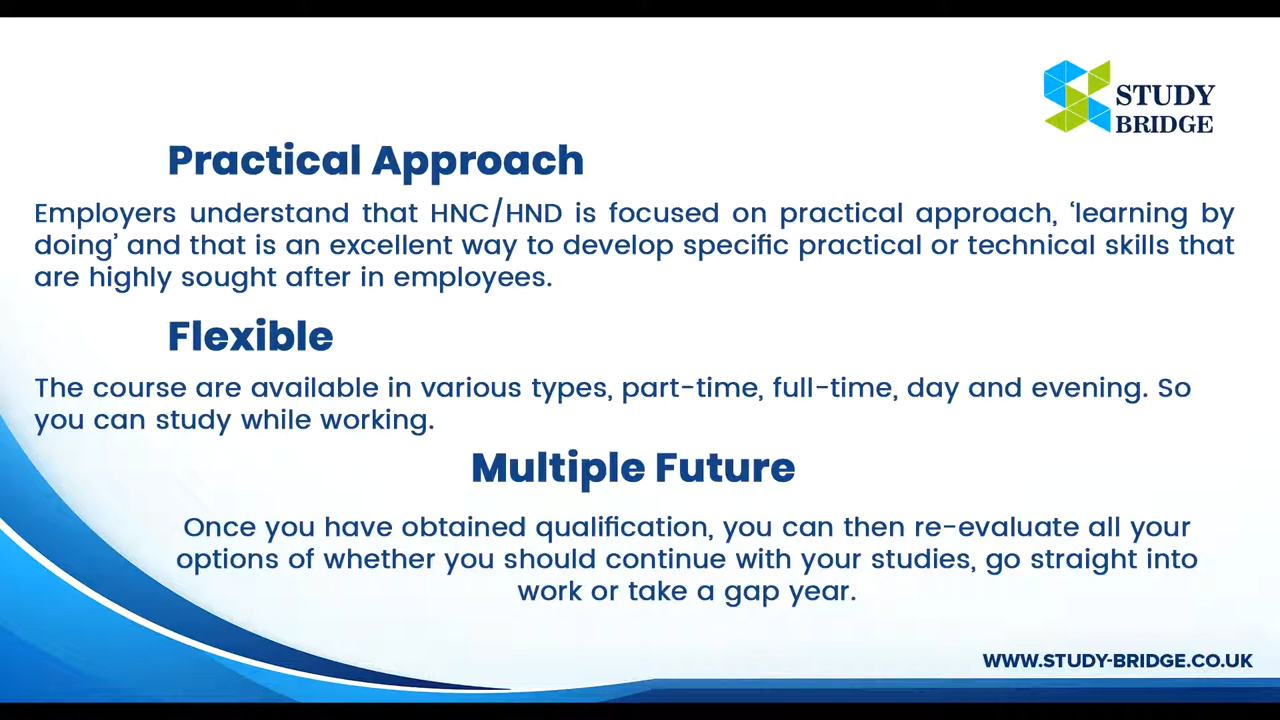 STUDY
BRIDGE
Practical Approach
Employers understand that HNC/HND is focused on practical approach, ‘learning by
doing’ and that is an excellent way to develop specific practical or technical skills that
are highly sought after in employees.
Flexible
The course are available in various types, part-time, full-time, day and evening. So
you can study while working.
Multiple Future
Once you have obtained qualification, you can then re-evaluate all your
options of whether you should continue with your studies, go straight into
work or take a gap year.
WWW.STUDY-BRIDGE.CO.UK